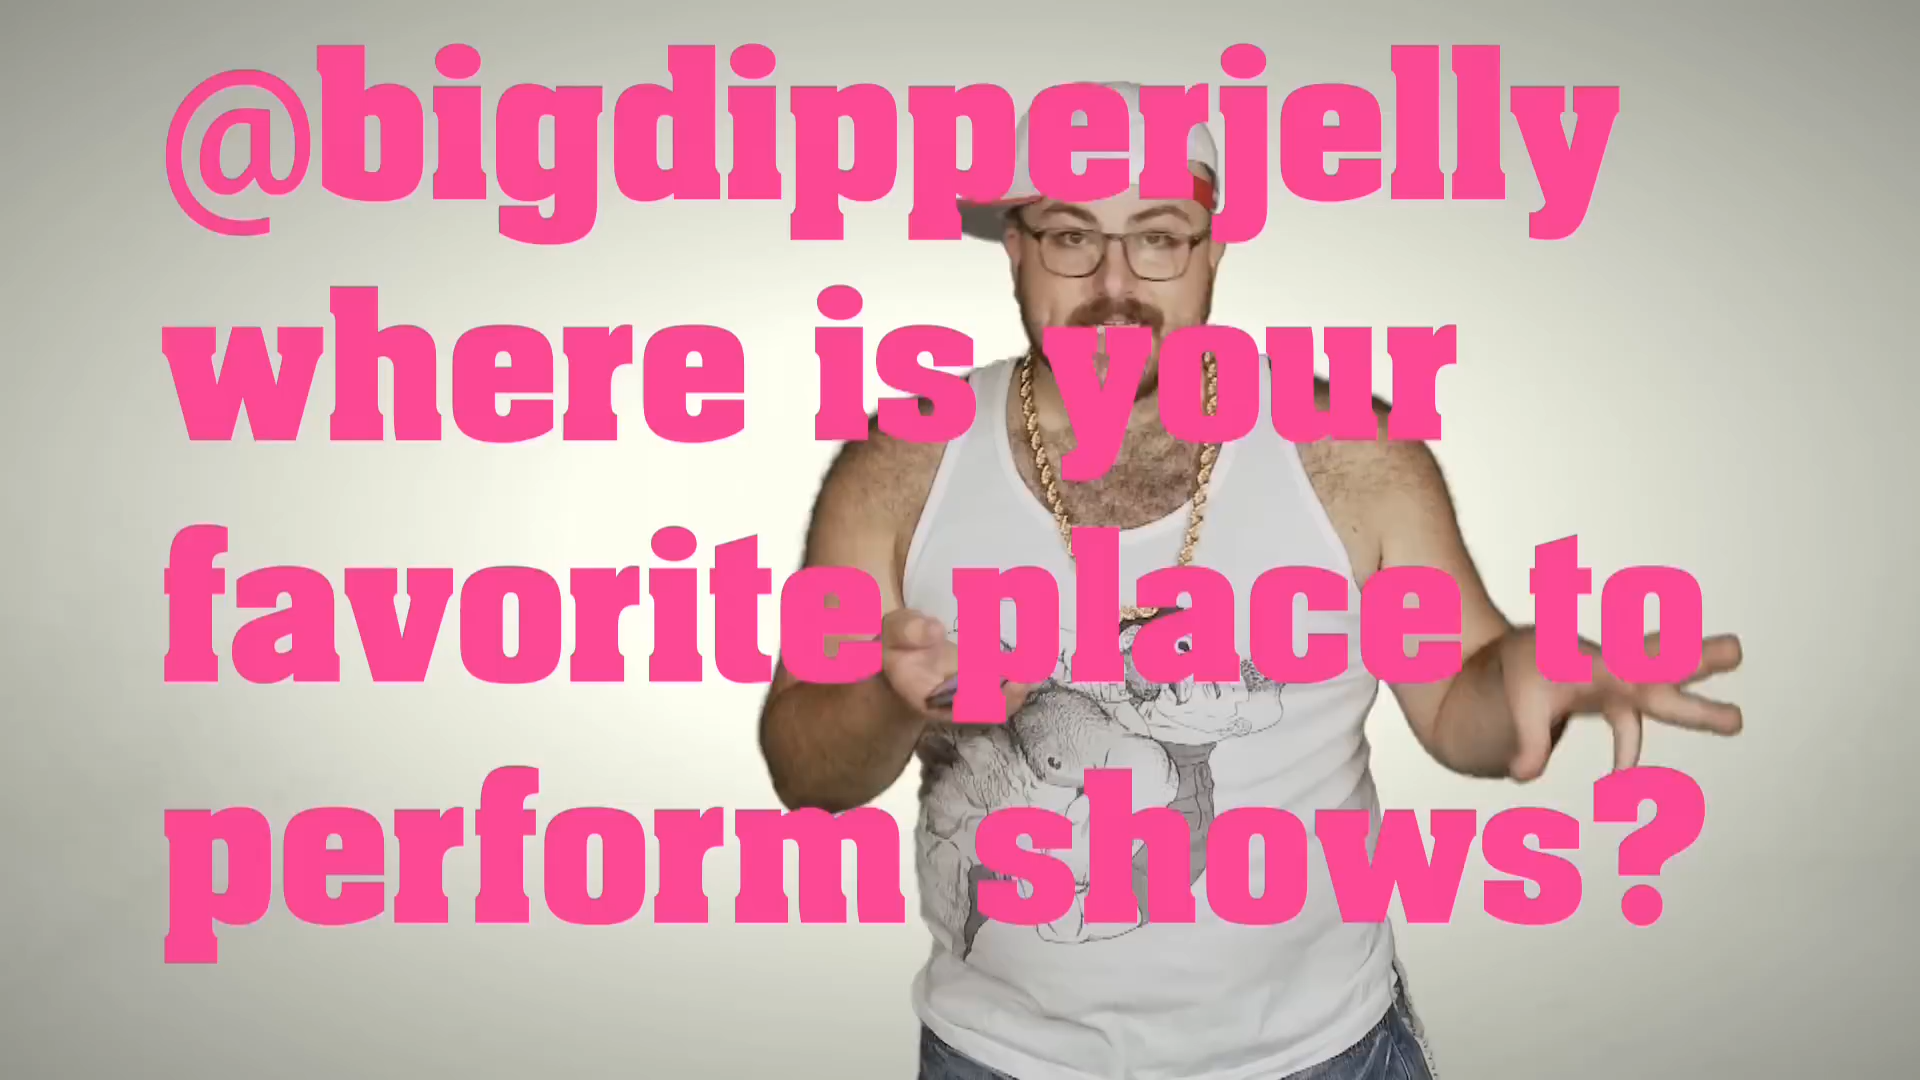 @bigdipperjelly
where is your
favorite place to
perform shows?